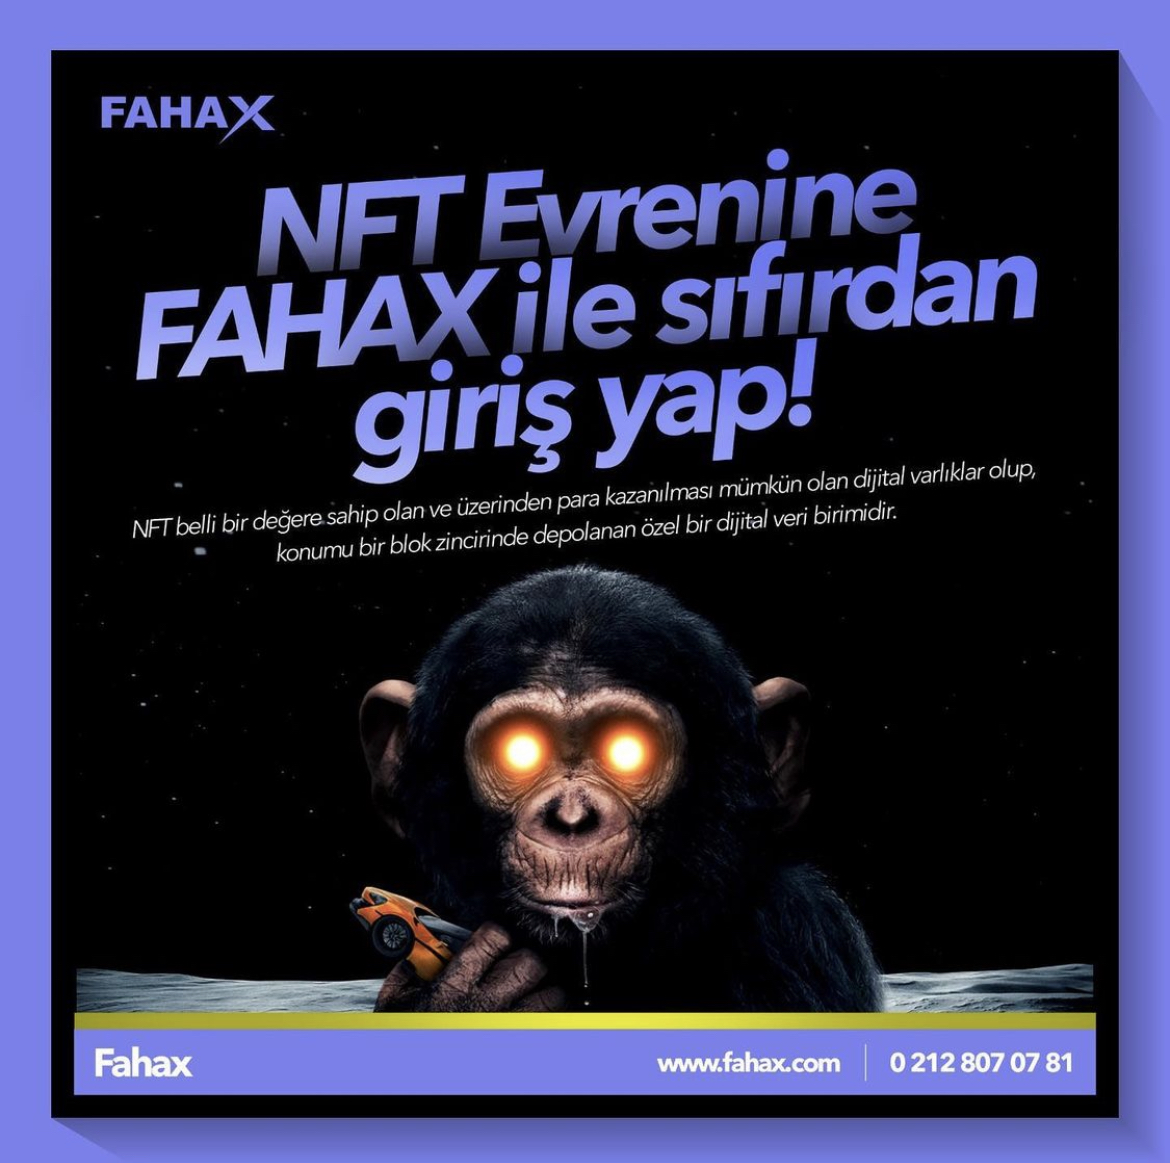 FAHAX
NFT Evrenine
FAHAX ile sıfırdan
giriş yap!
NFT belli bir değere sahip olan ve üzerinden para kazanılması mümkün olan dijital varlıklar olup,
konumu bir blok zincirinde depolanan özel bir dijital veri birimidir.
Fahax
www.fahax.com
0 212 807 07 81